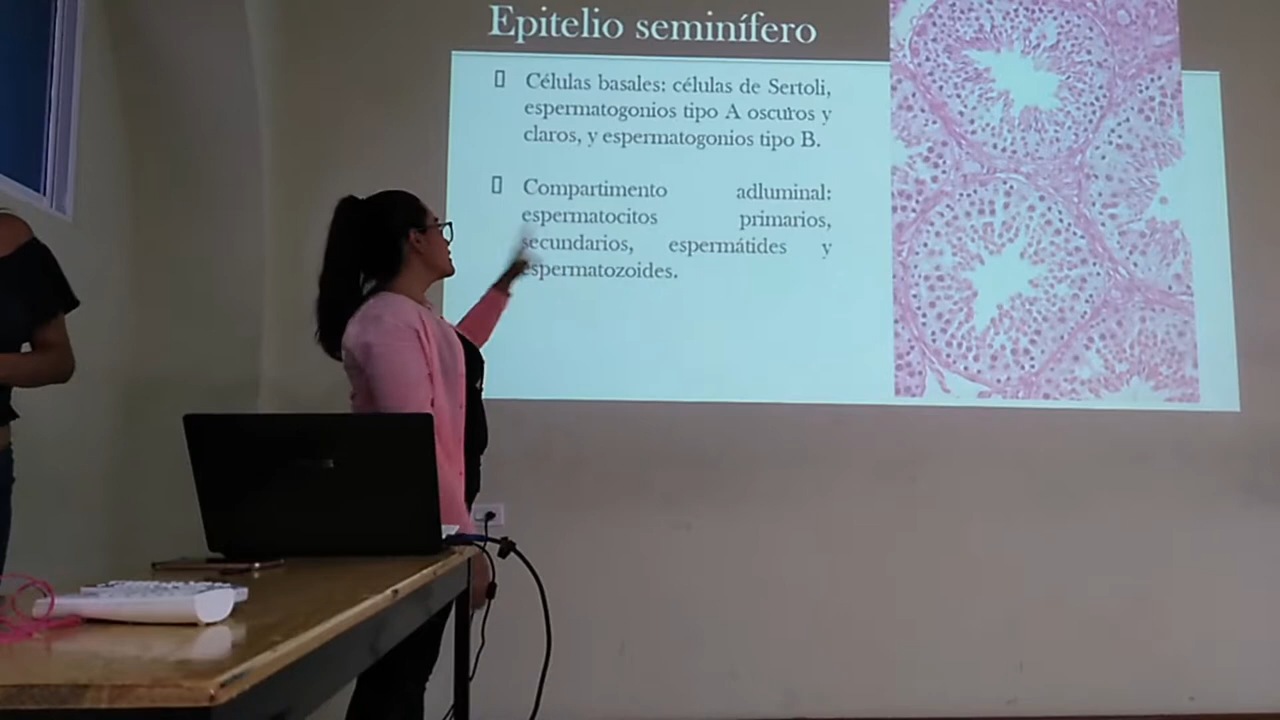 Epitelio seminífero
Células basales: células de Sertoli,
espermatogonios tipo A oscuros y
claros, y espermatogonios tipo B.
Compartimento adluminal:
espermatocitos primarios,
secundarios, espermátides y
espermatozoides.